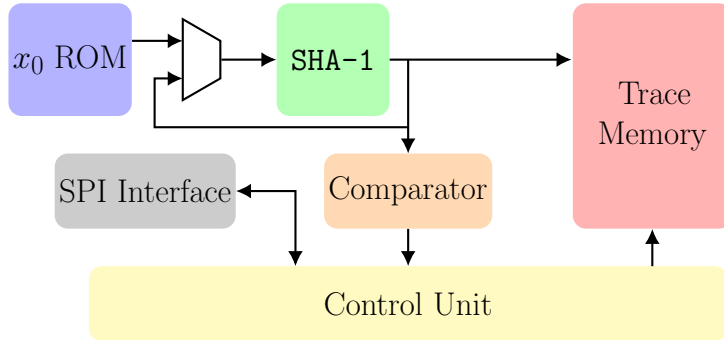 x₀ ROM
SHA-1
Trace
Memory
SPI Interface
Comparator
Control Unit